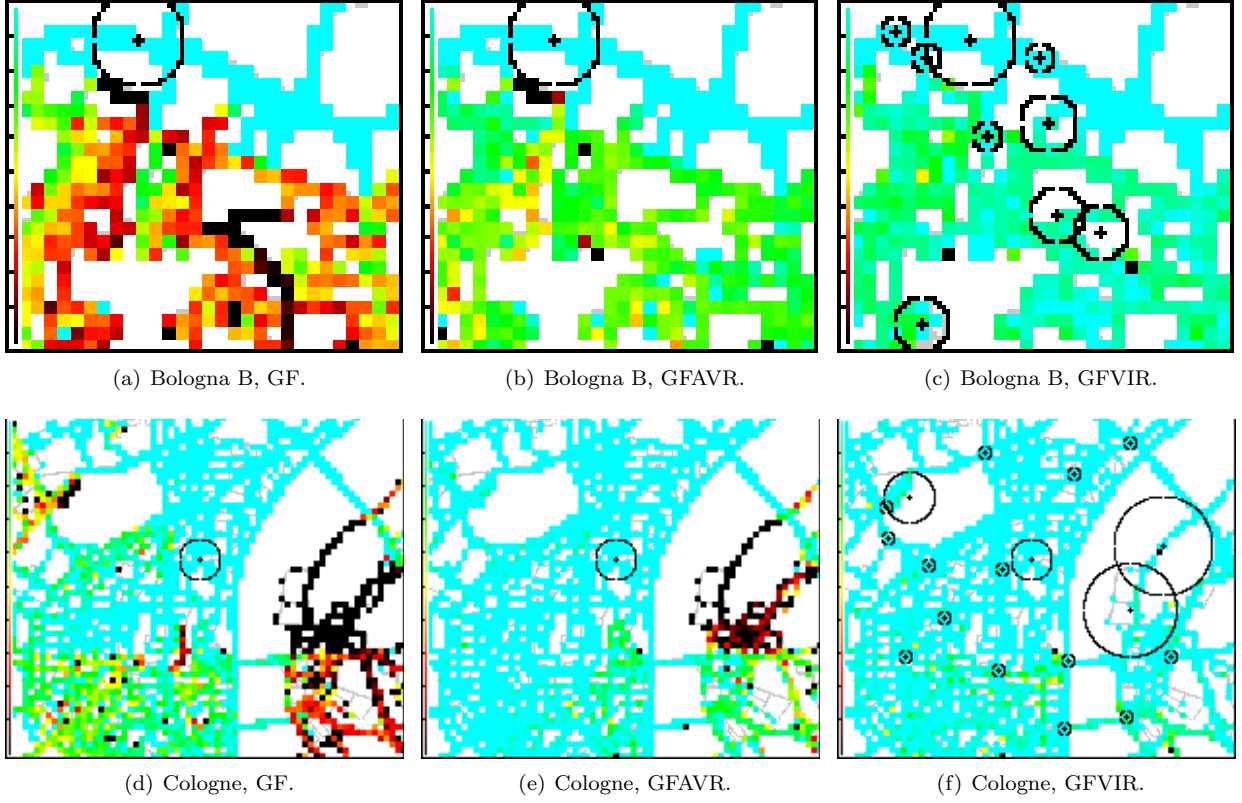 (a) Bologna B, GF.
(b) Bologna B, GFAVR.
(c) Bologna B, GFVIR.
(d) Cologne, GF.
(e) Cologne, GFAVR.
(f) Cologne, GFVIR.